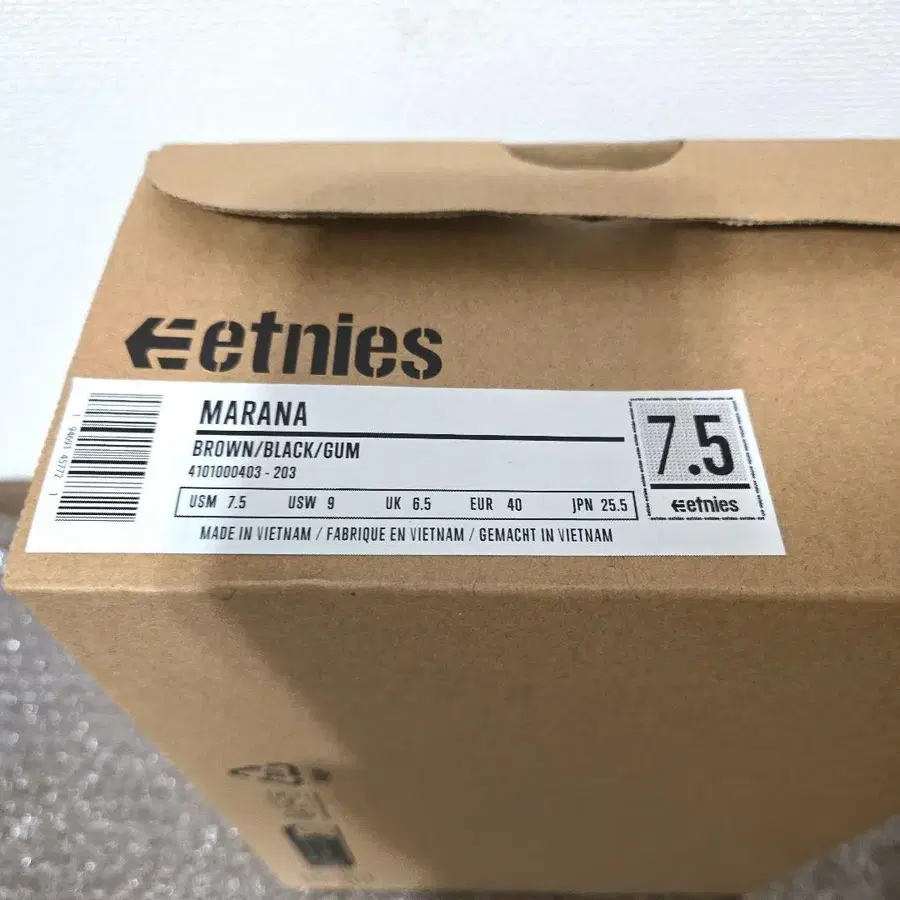 etnies
MARANA
BROWN/BLACK/GUM
4101000403 - 203
USM 7.5 USW 9 UK 6.5 EUR 40 JPN 25.5
MADE IN VIETNAM / FABRIQUE EN VIETNAM / GEMACHT IN VIETNAM
7.5
etnies